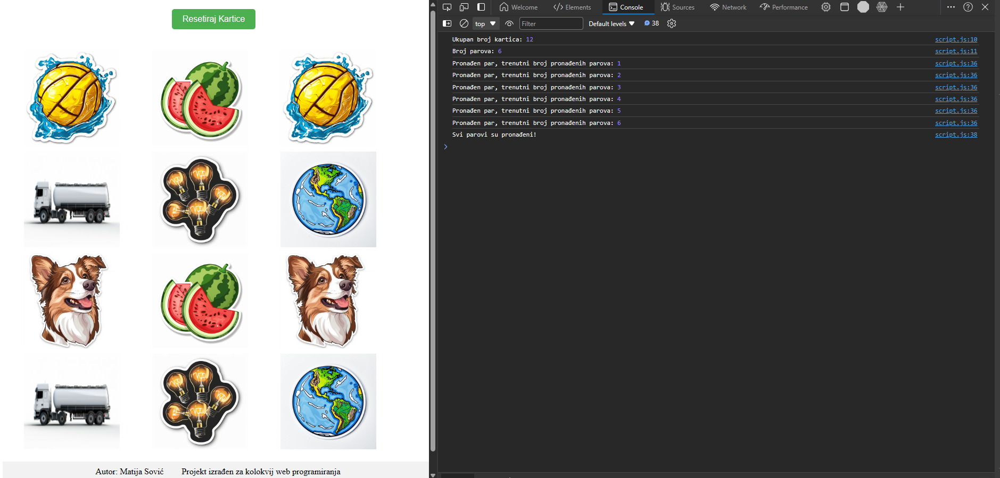 Resetiraj Kartice
Autor: Matija Sović Projekt izrađen za kolokvij web programiranja
Welcome Elements Console Sources Network Performance
top Filter Default levels 38
Ukupan broj kartica: 12 script.js:10
Broj parova: 6 script.js:11
Pronađen par, trenutni broj pronađenih parova: 1 script.js:36
Pronađen par, trenutni broj pronađenih parova: 2 script.js:36
Pronađen par, trenutni broj pronađenih parova: 3 script.js:36
Pronađen par, trenutni broj pronađenih parova: 4 script.js:36
Pronađen par, trenutni broj pronađenih parova: 5 script.js:36
Pronađen par, trenutni broj pronađenih parova: 6 script.js:36
Svi parovi su pronađeni! script.js:38